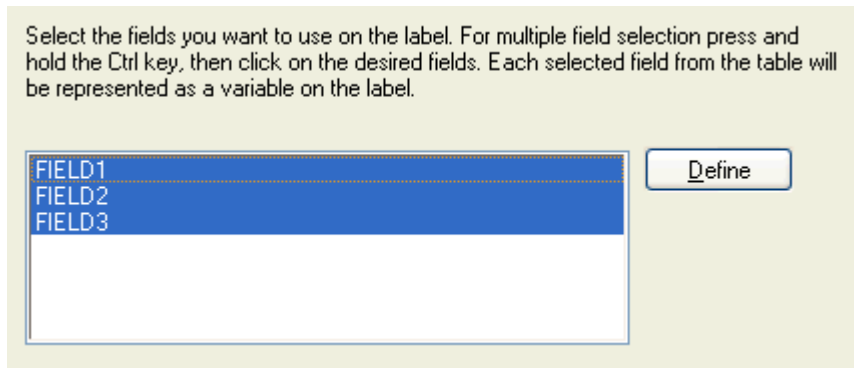 Select the fields you want to use on the label. For multiple field selection press and
hold the Ctrl key, then click on the desired fields. Each selected field from the table will
be represented as a variable on the label.
FIELD1
Define
FIELD2
FIELD3